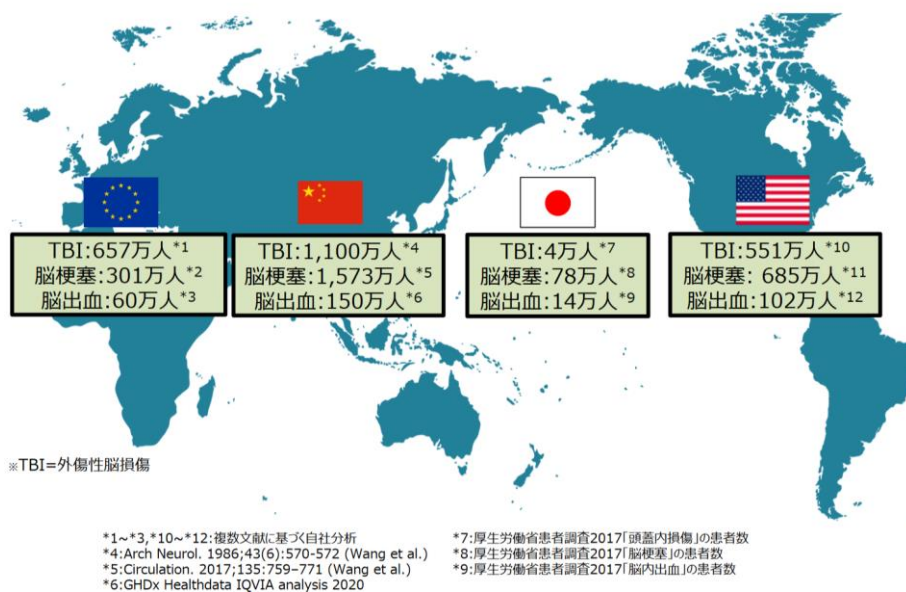 TBI:657万人*1
脳梗塞:301万人*2
脳出血:60万人*3
TBI:1,100万人*4
脳梗塞:1,573万人*5
脳出血:150万人*6
TBI:4万人*7
脳梗塞:78万人*8
脳出血:14万人*9
TBI:551万人*10
脳梗塞: 685万人*11
脳出血:102万人*12
※TBI=外傷性脳損傷
*1~*3,*10~*12:複数文献に基づく自社分析
*4:Arch Neurol. 1986;43(6):570-572 (Wang et al.)
*5:Circulation. 2017;135:759–771 (Wang et al.)
*6:GHDx Healthdata IQVIA analysis 2020
*7:厚生労働省患者調査2017「頭蓋内損傷」の患者数
*8:厚生労働省患者調査2017「脳梗塞」の患者数
*9:厚生労働省患者調査2017「脳内出血」の患者数